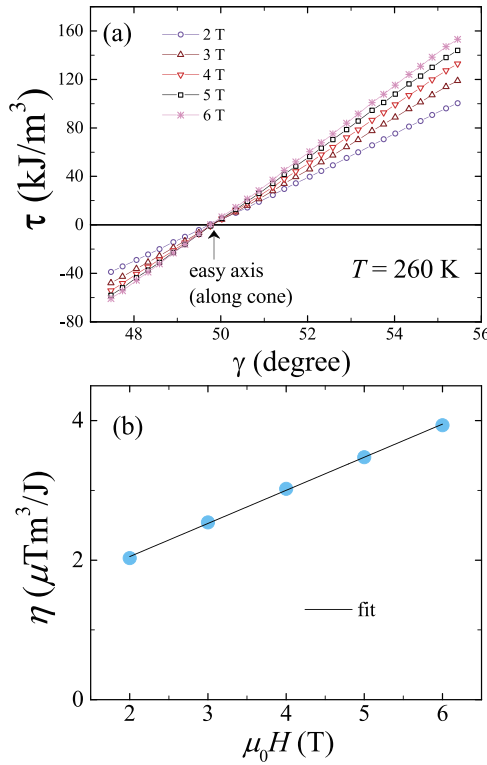 (a)
2 T
3 T
4 T
5 T
6 T
160
120
80
40
0
-40
-80
τ (kJ/m³)
easy axis
(along cone)
T = 260 K
48 50 52 54 56
γ (degree)
(b)
4
2
0
η (μTm³/J)
fit
2 3 4 5 6
μ₀H (T)